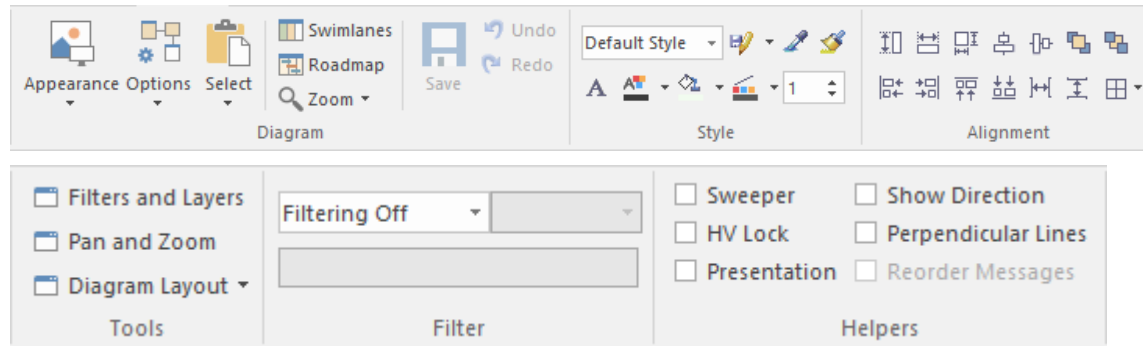 Appearance
Options
Select
Swimlanes
Roadmap
Zoom
Save
Undo
Redo
Diagram
Default Style
A
A
1
Style
Alignment
Filters and Layers
Pan and Zoom
Diagram Layout
Tools
Filtering Off
Filter
Sweeper
HV Lock
Presentation
Show Direction
Perpendicular Lines
Reorder Messages
Helpers